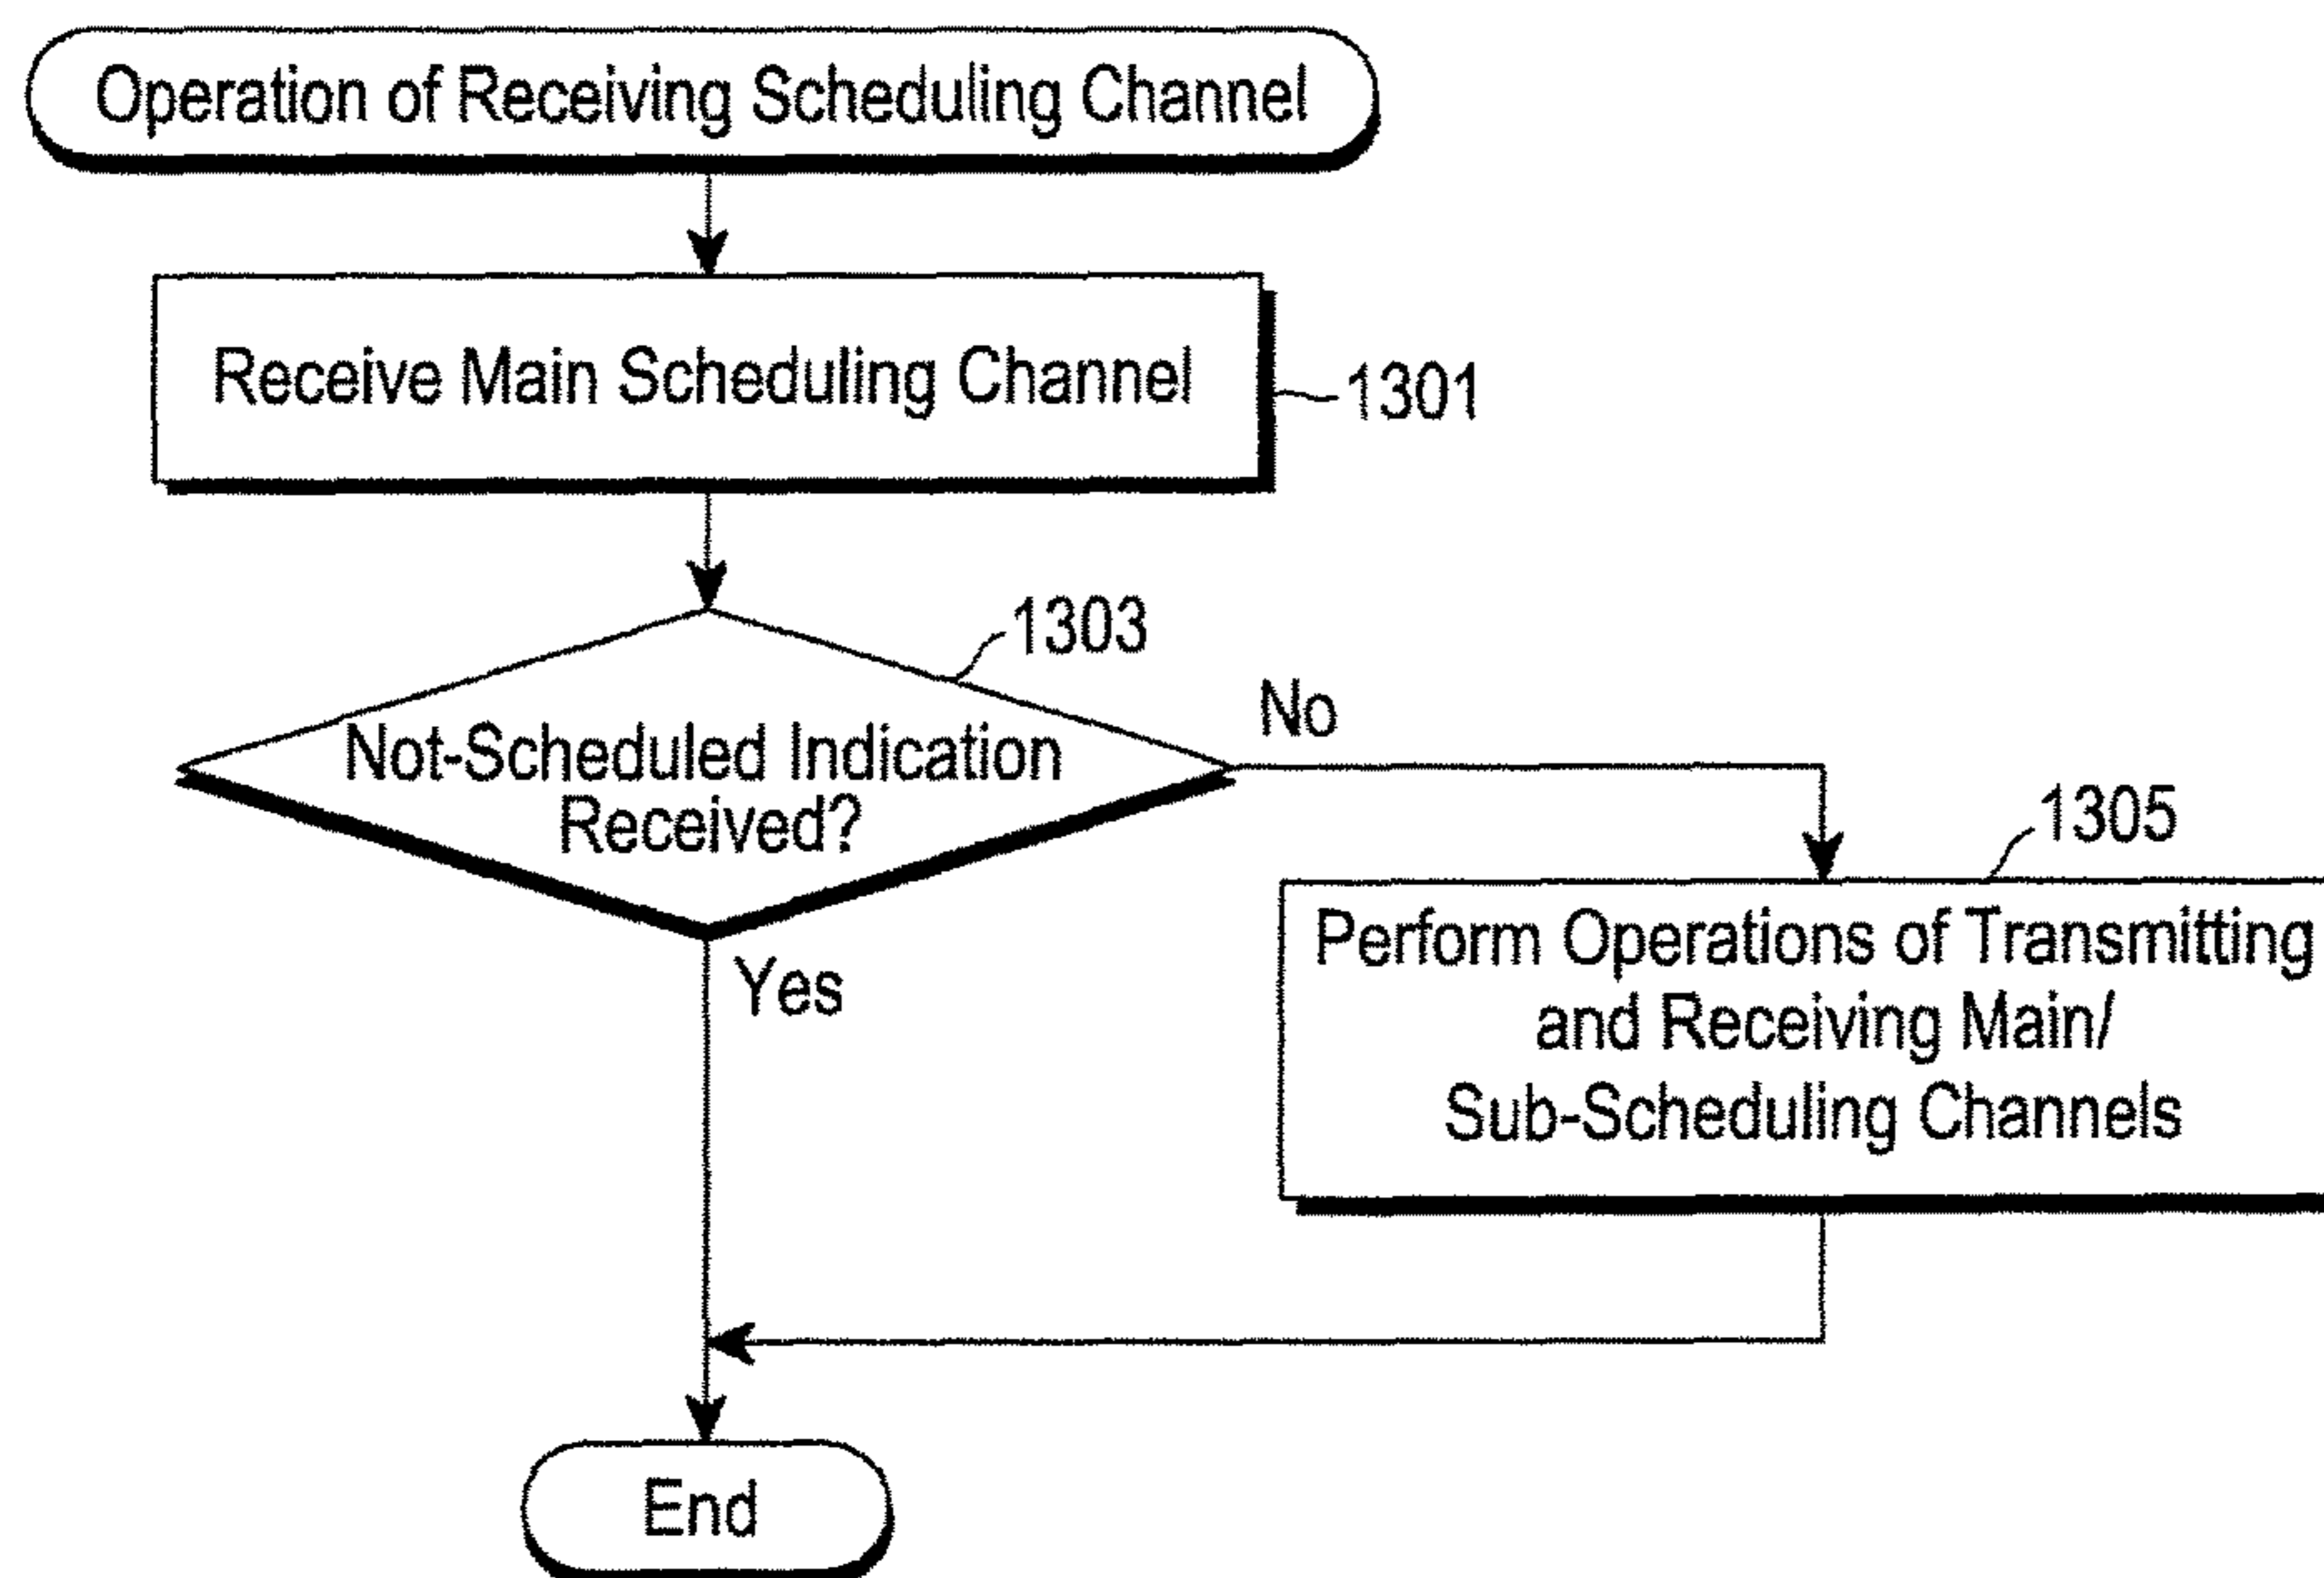 Operation of Receiving Scheduling Channel
Receive Main Scheduling Channel
1301
1303
Not-Scheduled Indication
Received?
No
Yes
1305
Perform Operations of Transmitting
and Receiving Main/
Sub-Scheduling Channels
End